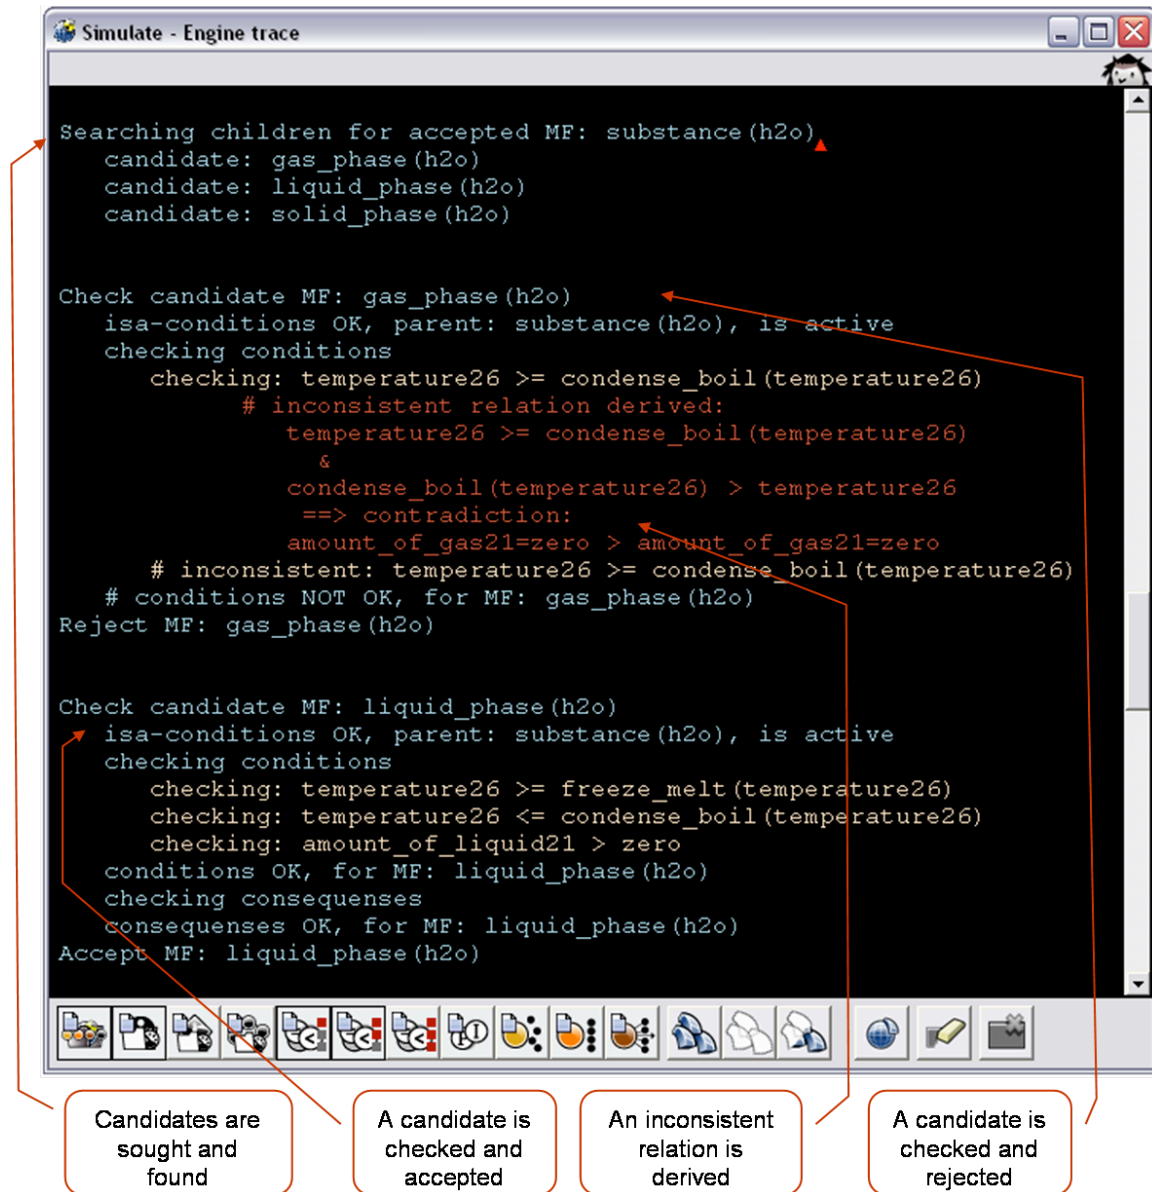 Simulate - Engine trace
Searching children for accepted MF: substance(h2o)
candidate: gas_phase(h2o)
candidate: liquid_phase(h2o)
candidate: solid_phase(h2o)
Check candidate MF: gas_phase(h2o)
isa-conditions OK, parent: substance(h2o), is active
checking conditions
checking: temperature26 >= condense_boil(temperature26)
# inconsistent relation derived:
temperature26 >= condense_boil(temperature26)
&
condense_boil(temperature26) > temperature26
==> contradiction:
amount_of_gas21=zero > amount_of_gas21=zero
# inconsistent: temperature26 >= condense_boil(temperature26)
# conditions NOT OK, for MF: gas_phase(h2o)
Reject MF: gas_phase(h2o)
Check candidate MF: liquid_phase(h2o)
isa-conditions OK, parent: substance(h2o), is active
checking conditions
checking: temperature26 >= freeze_melt(temperature26)
checking: temperature26 <= condense_boil(temperature26)
checking: amount_of_liquid21 > zero
conditions OK, for MF: liquid_phase(h2o)
checking consequenses
consequenses OK, for MF: liquid_phase(h2o)
Accept MF: liquid_phase(h2o)
Candidates are
sought and
found
A candidate is
checked and
accepted
An inconsistent
relation is
derived
A candidate is
checked and
rejected